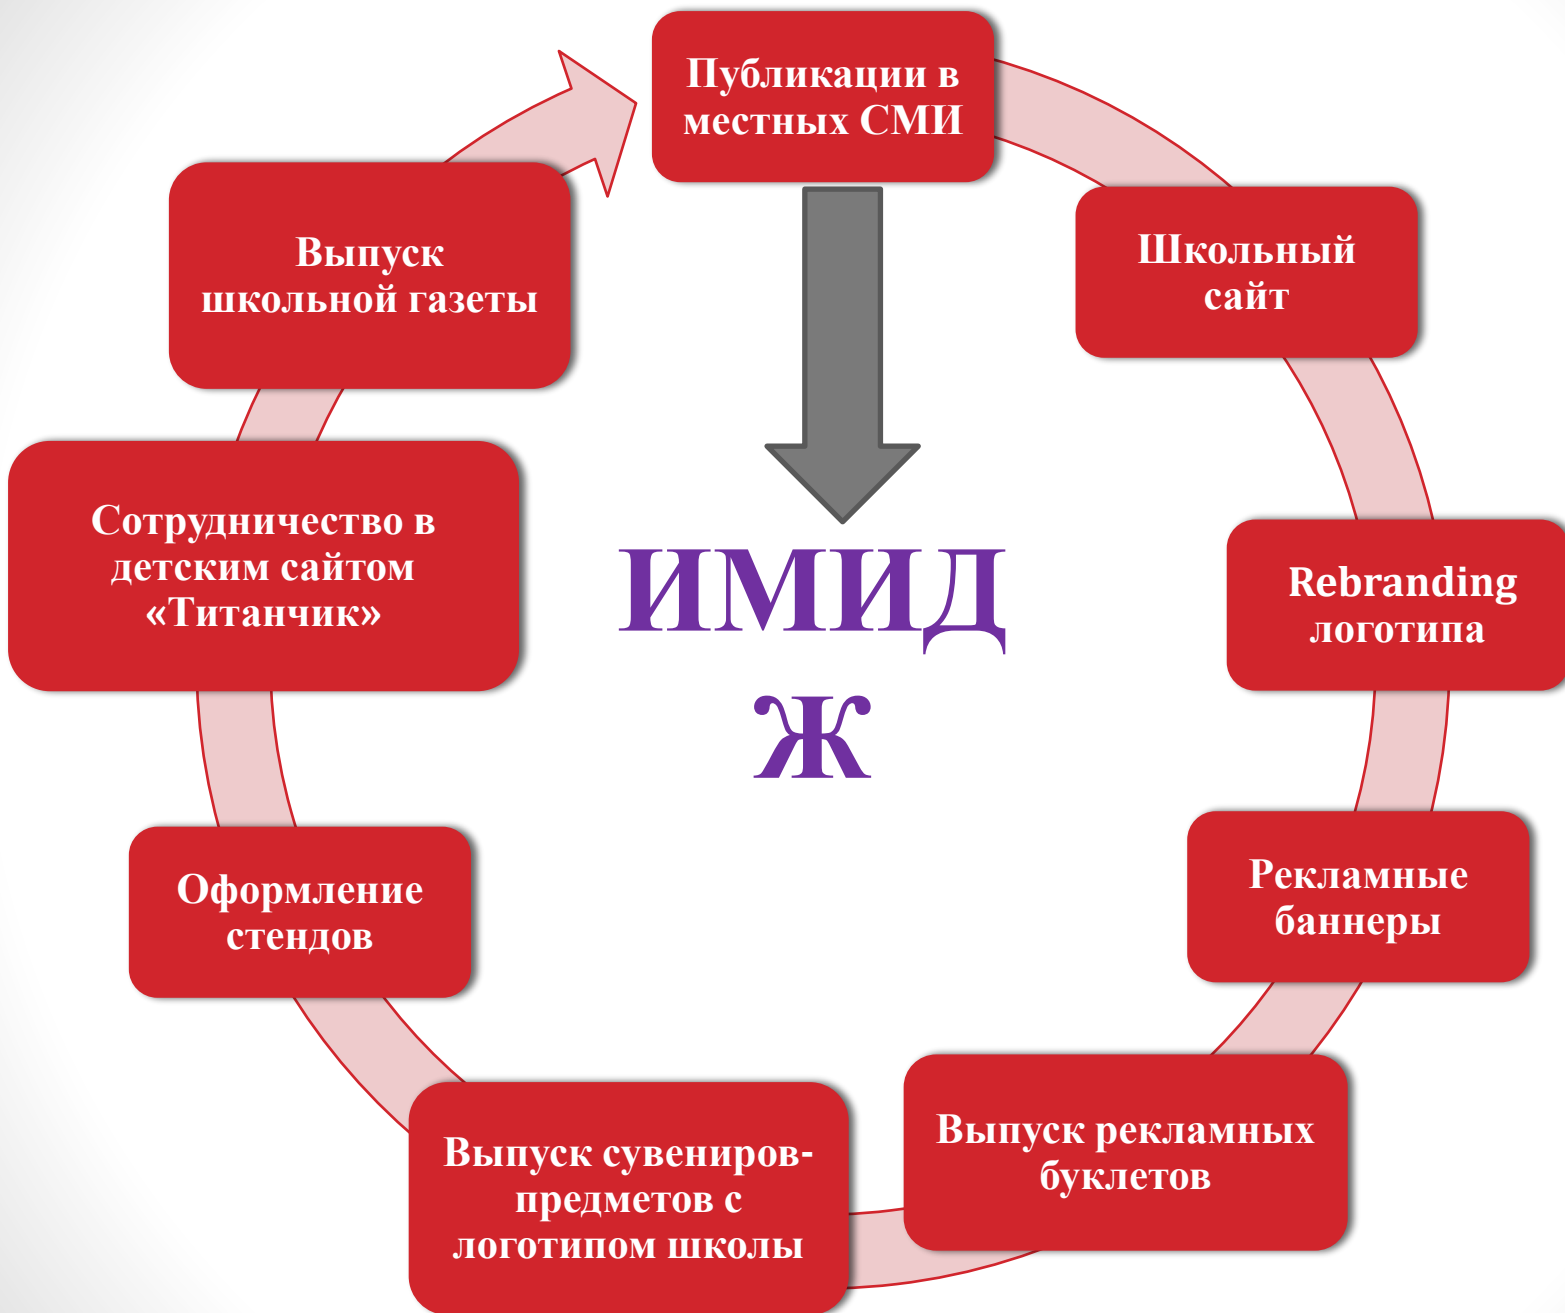 Публикации в
местных СМИ
Школьный
сайт
Rebranding
логотипа
Рекламные
баннеры
Выпуск рекламных
буклетов
Выпуск сувениров-
предметов с
логотипом школы
Оформление
стендов
Сотрудничество в
детским сайтом
«Титанчик»
Выпуск
школьной газеты
ИМИД
Ж